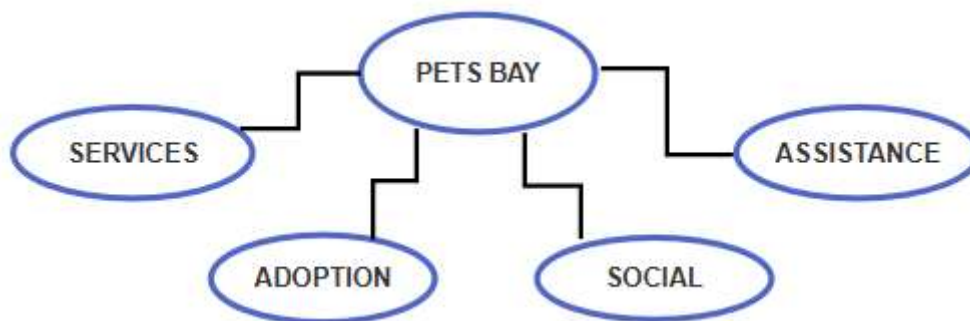 PETS BAY
SERVICES
ASSISTANCE
ADOPTION
SOCIAL